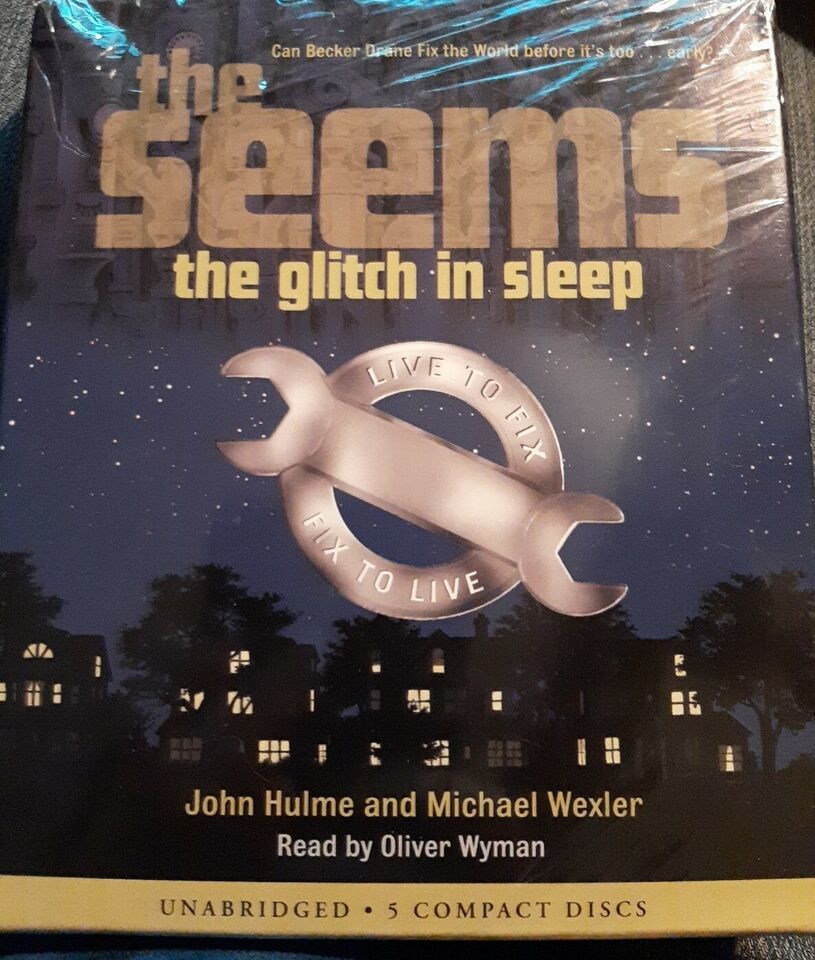 Can Becker Drane Fix the World before it's too . . . early?
the
seems
the glitch in sleep
LIVE TO FIX
FIX TO LIVE
John Hulme and Michael Wexler
Read by Oliver Wyman
UNABRIDGED • 5 COMPACT DISCS